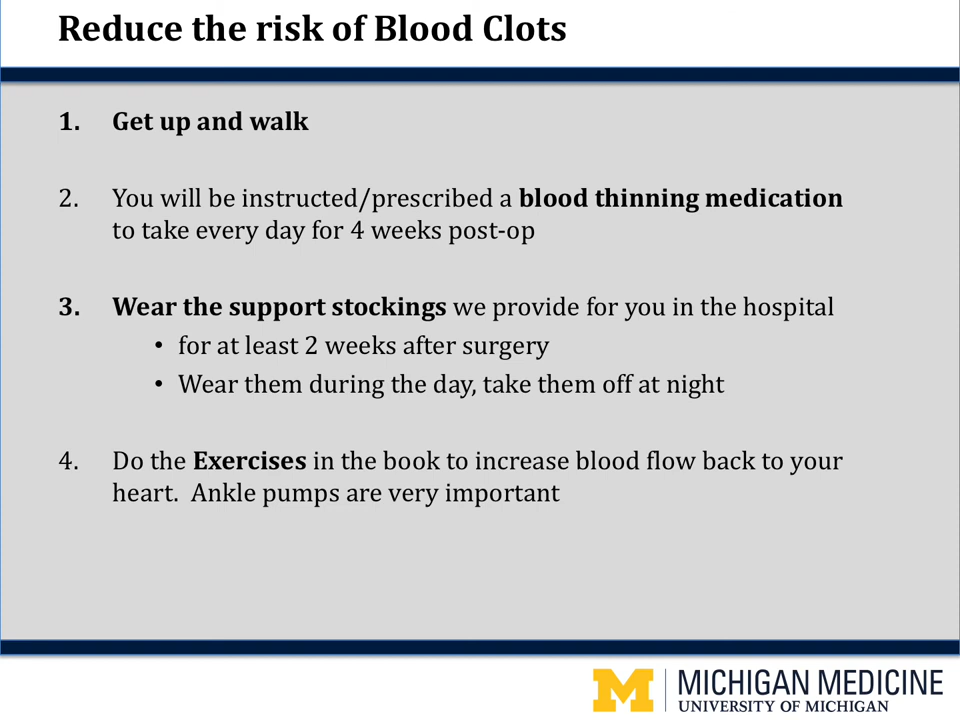 Reduce the risk of Blood Clots
1. Get up and walk
2. You will be instructed/prescribed a blood thinning medication
to take every day for 4 weeks post-op
3. Wear the support stockings we provide for you in the hospital
• for at least 2 weeks after surgery
• Wear them during the day, take them off at night
4. Do the Exercises in the book to increase blood flow back to your
heart.  Ankle pumps are very important
M
MICHIGAN MEDICINE
UNIVERSITY OF MICHIGAN